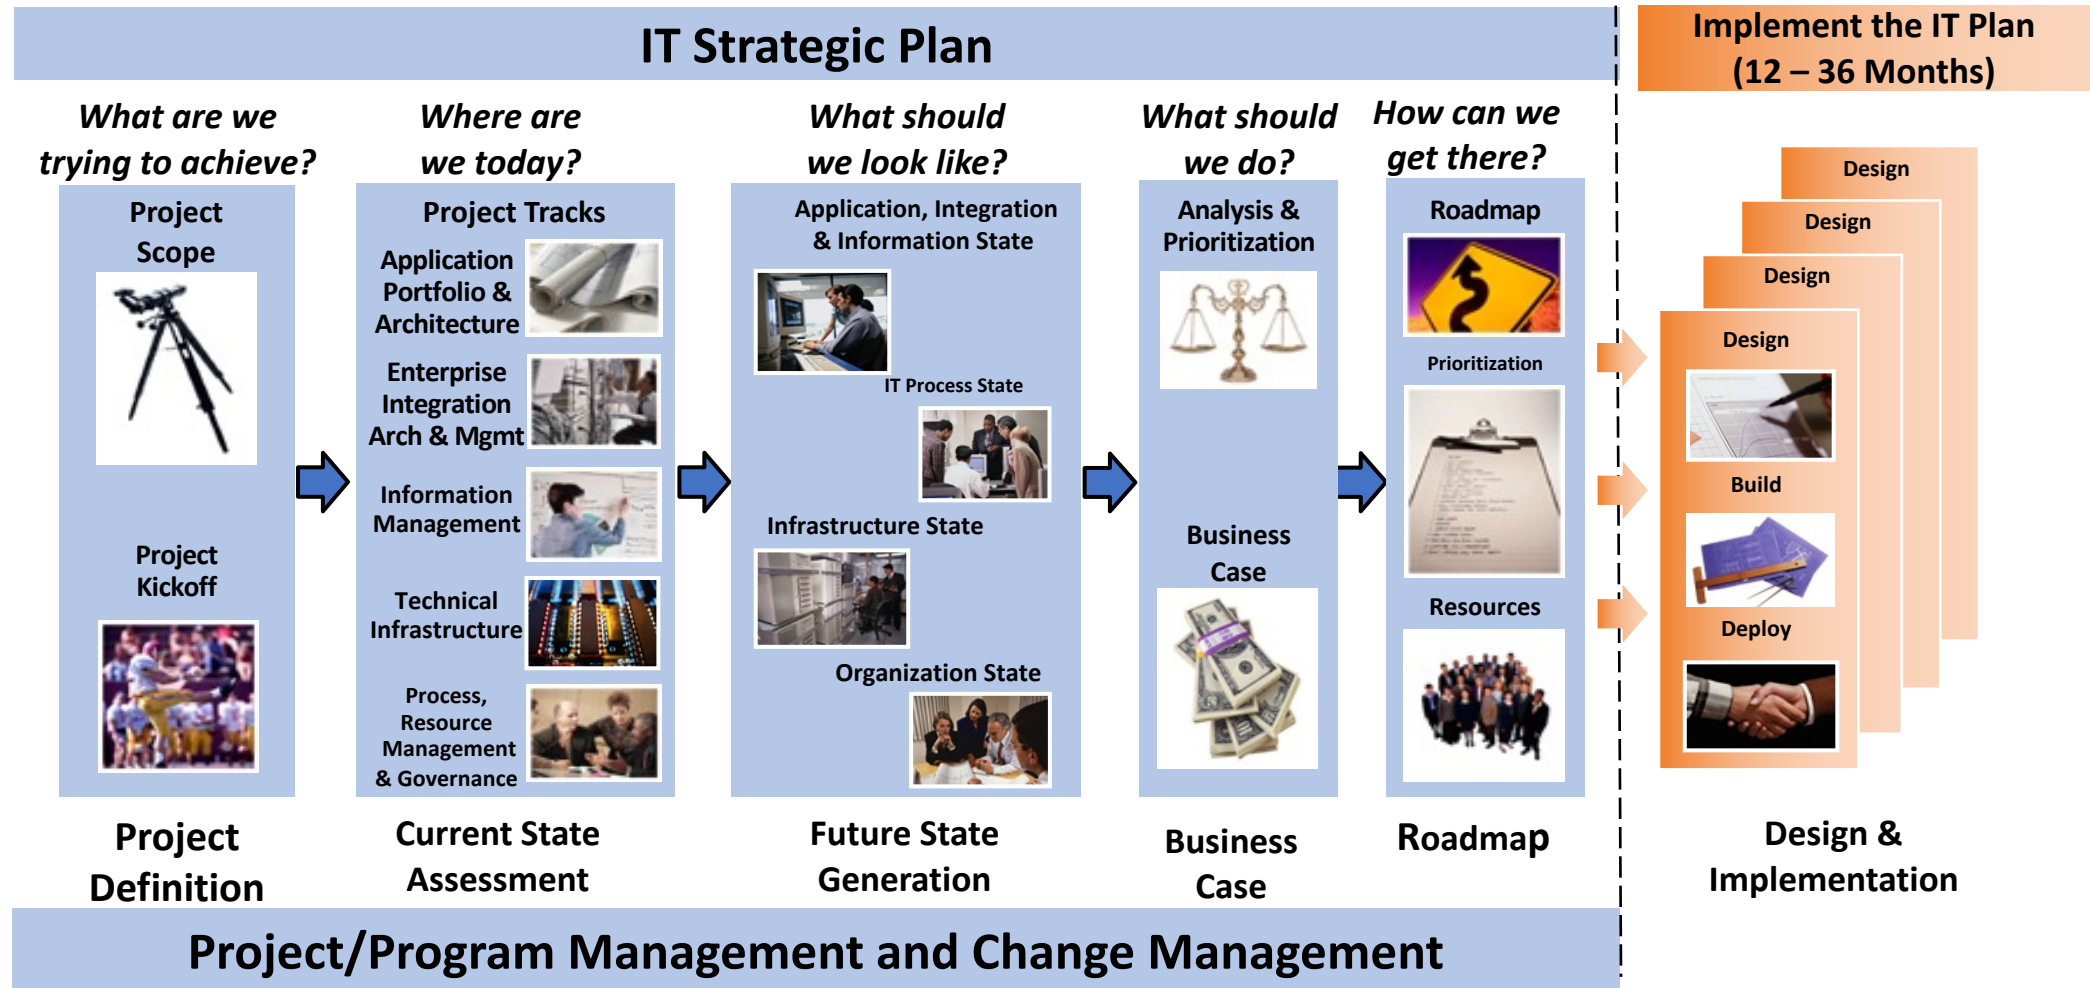 IT Strategic Plan
Implement the IT Plan
(12 – 36 Months)
What are we
trying to achieve?
Project
Scope
Project
Kickoff
Project
Definition
Where are
we today?
Project Tracks
Application
Portfolio &
Architecture
Enterprise
Integration
Arch & Mgmt
Information
Management
Technical
Infrastructure
Process,
Resource
Management
& Governance
Current State
Assessment
What should
we look like?
Application, Integration
& Information State
IT Process State
Infrastructure State
Organization State
Future State
Generation
What should
we do?
Analysis &
Prioritization
Business
Case
Business
Case
How can we
get there?
Roadmap
Prioritization
Resources
Roadmap
Design
Design
Design
Design
Build
Deploy
Design &
Implementation
Project/Program Management and Change Management